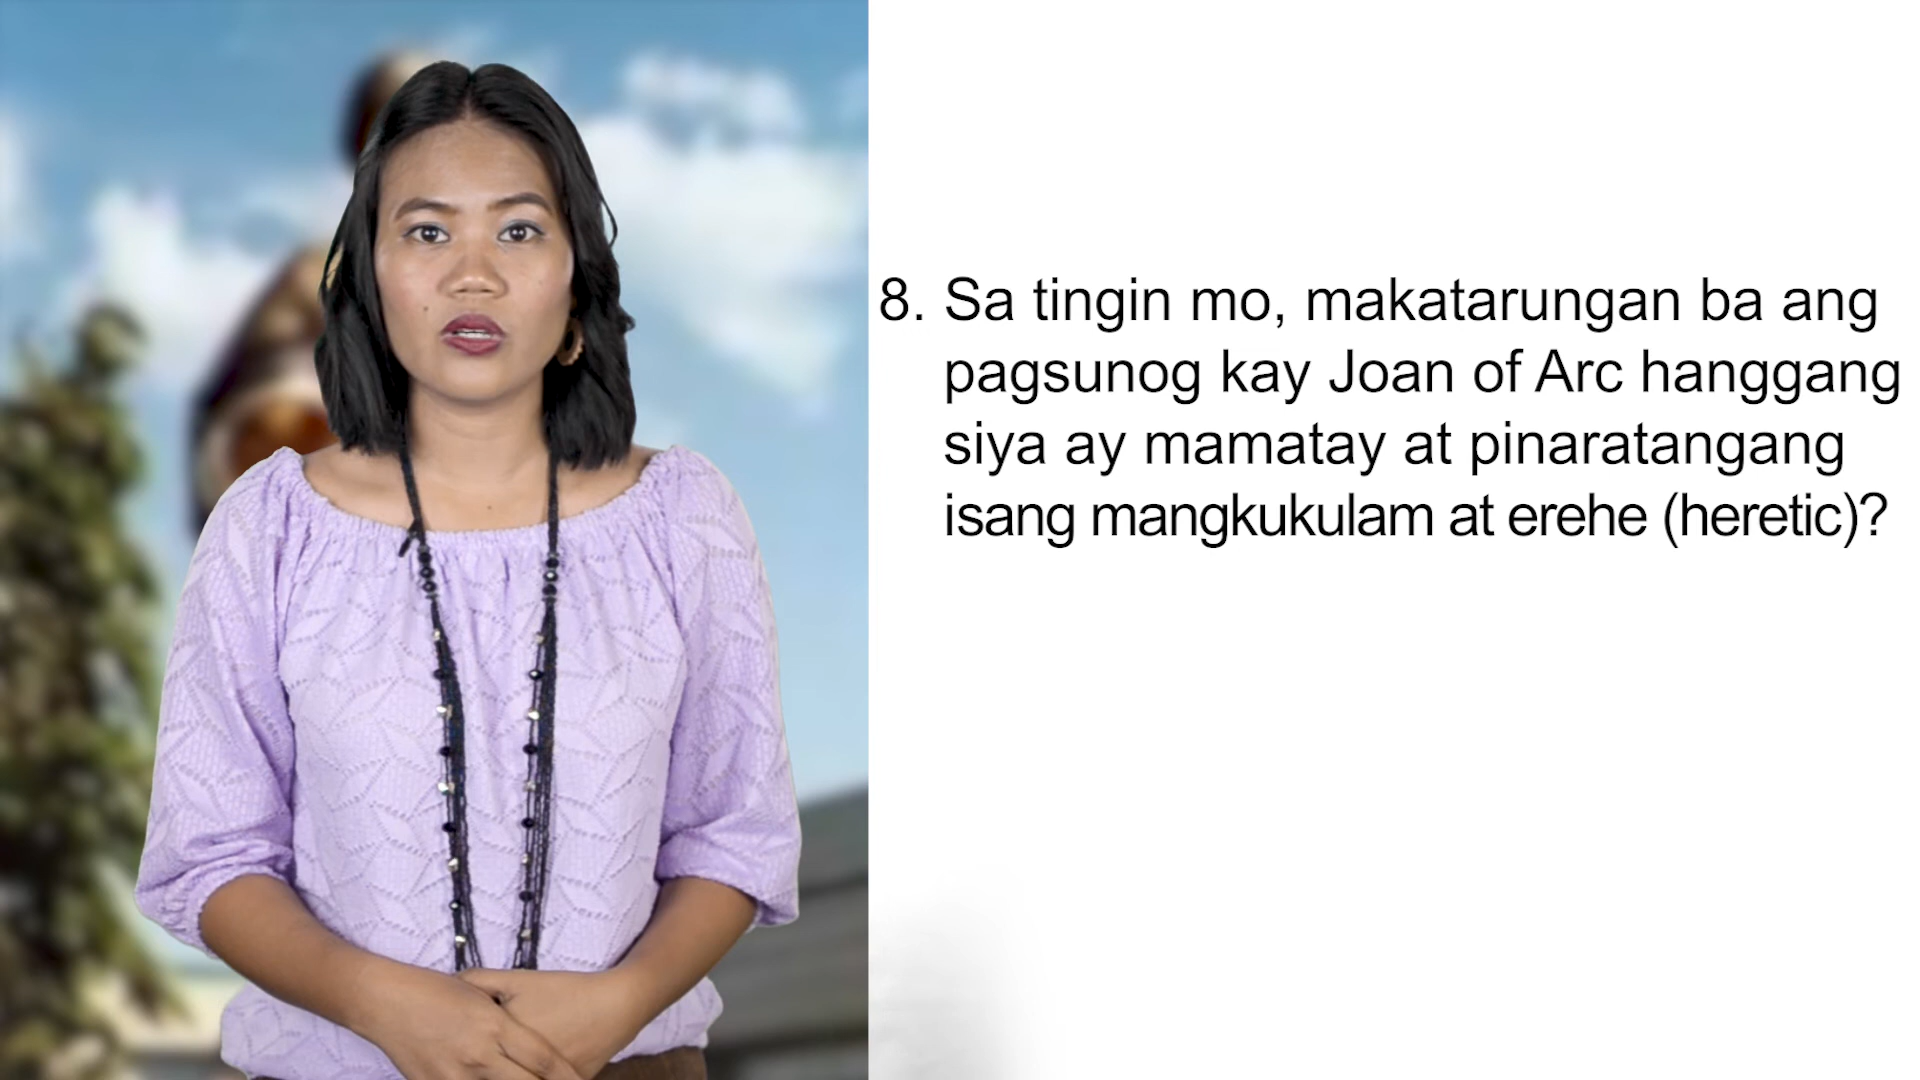 8. Sa tingin mo, makatarungan ba ang
pagsunog kay Joan of Arc hanggang
siya ay mamatay at pinaratangang
isang mangkukulam at erehe (heretic)?